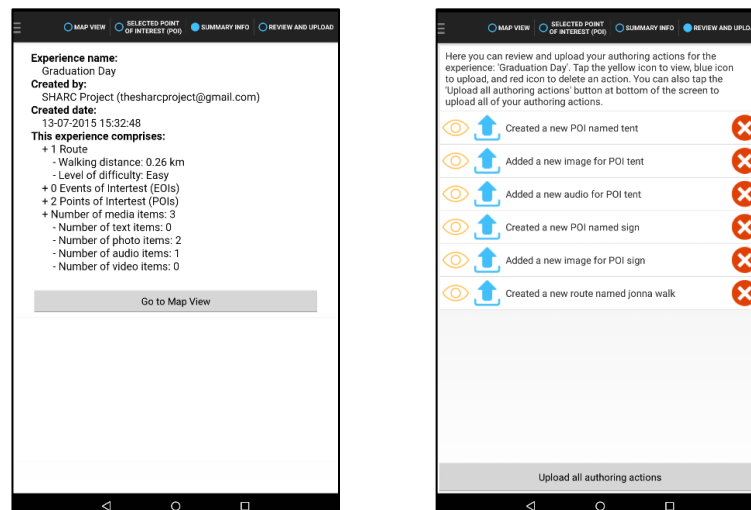 MAP VIEW SELECTED POINT OF INTEREST (POI) SUMMARY INFO REVIEW AND UPLOAD
Experience name:
Graduation Day
Created by:
SHARC Project (thesharcproject@gmail.com)
Created date:
13-07-2015 15:32:48
This experience comprises:
+ 1 Route
- Walking distance: 0.26 km
- Level of difficulty: Easy
+ 0 Events of Intertest (EOIs)
+ 2 Points of Intertest (POIs)
+ Number of media items: 3
- Number of text items: 0
- Number of photo items: 2
- Number of audio items: 1
- Number of video items: 0
Go to Map View
MAP VIEW SELECTED POINT OF INTEREST (POI) SUMMARY INFO REVIEW AND UPLO
Here you can review and upload your authoring actions for the
experience: 'Graduation Day'. Tap the yellow icon to view, blue icon
to upload, and red icon to delete an action. You can also tap the
'Upload all authoring actions' button at bottom of the screen to
upload all of your authoring actions.
Created a new POI named tent
Added a new image for POI tent
Added a new audio for POI tent
Created a new POI named sign
Added a new image for POI sign
Created a new route named jonna walk
Upload all authoring actions